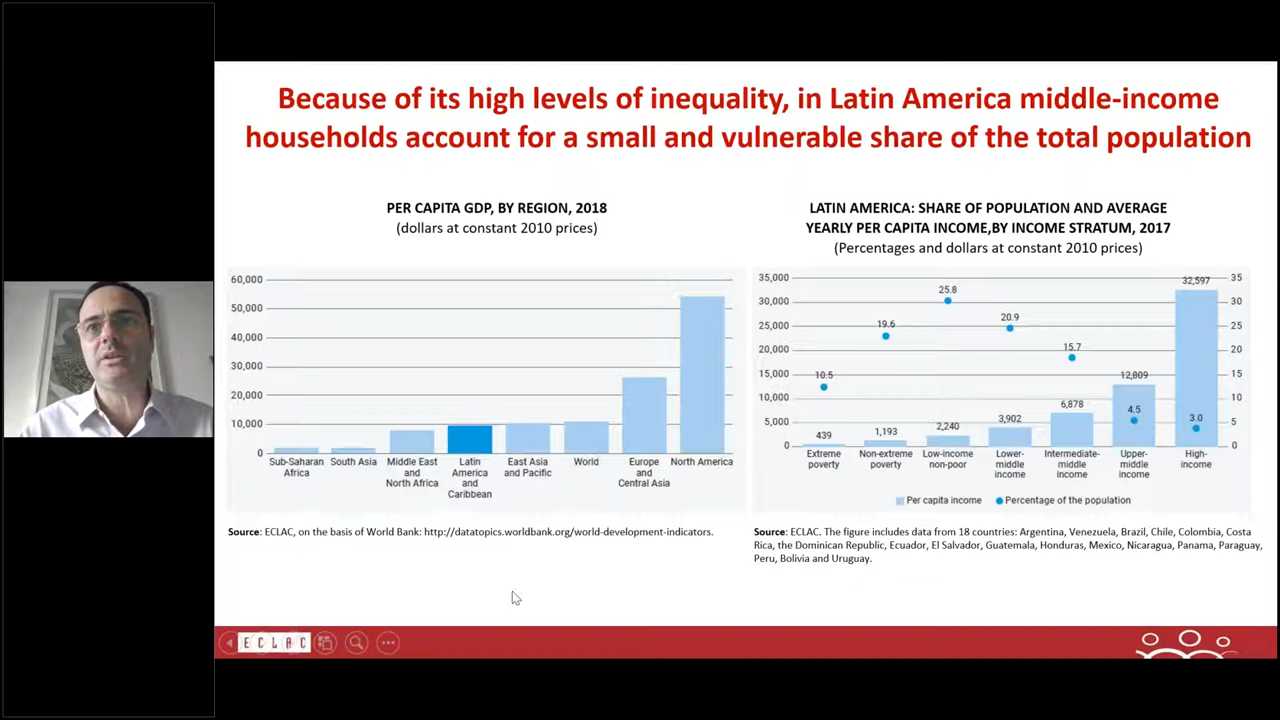 Because of its high levels of inequality, in Latin America middle-income
households account for a small and vulnerable share of the total population
PER CAPITA GDP, BY REGION, 2018
(dollars at constant 2010 prices)
60,000
50,000
40,000
30,000
20,000
10,000
0
Sub-Saharan
Africa
South Asia
Middle East
and
North Africa
Latin
America
and
Caribbean
East Asia
and Pacific
World
Europe
and
Central Asia
North America
Source: ECLAC, on the basis of World Bank: http://datatopics.worldbank.org/world-development-indicators.
LATIN AMERICA: SHARE OF POPULATION AND AVERAGE
YEARLY PER CAPITA INCOME,BY INCOME STRATUM, 2017
(Percentages and dollars at constant 2010 prices)
35,000
30,000
25,000
20,000
15,000
10,000
5,000
0
10.5
19.6
25.8
20.9
15.7
4.5
3.0
439
1,193
2,240
3,902
6,878
12,809
32,597
35
30
25
20
15
10
5
0
Extreme
poverty
Non-extreme
poverty
Low-income
non-poor
Lower-
middle
income
Intermediate-
middle
income
Upper-
middle
income
High-
income
Per capita income
Percentage of the population
Source: ECLAC. The figure includes data from 18 countries: Argentina, Venezuela, Brazil, Chile, Colombia, Costa
Rica, the Dominican Republic, Ecuador, El Salvador, Guatemala, Honduras, Mexico, Nicaragua, Panama, Paraguay,
Peru, Bolivia and Uruguay.
ECLAC